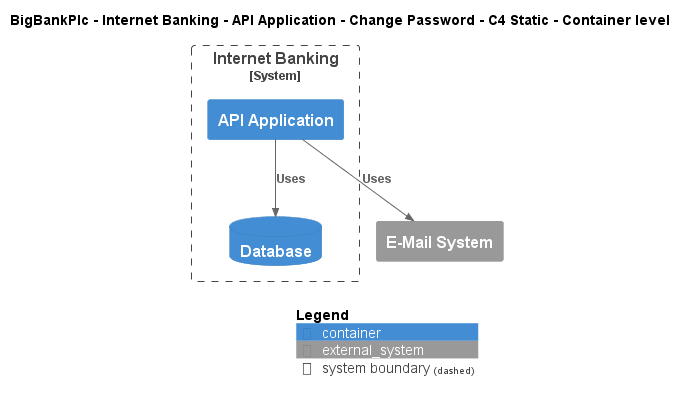 BigBankPlc - Internet Banking - API Application - Change Password - C4 Static - Container level
Internet Banking
[System]
API Application
Uses
Uses
Database
E-Mail System
Legend
container
external_system
system boundary (dashed)